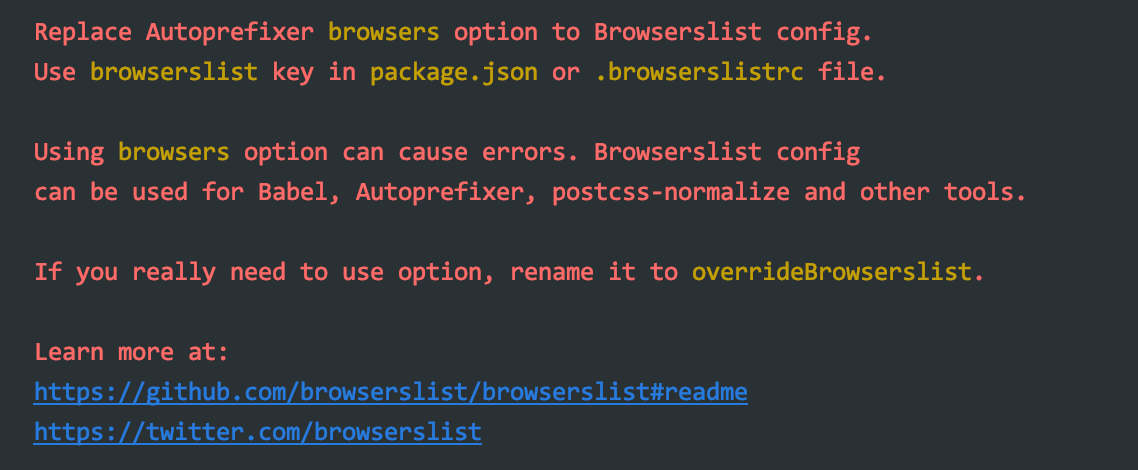 Replace Autoprefixer browsers option to Browserslist config.
Use browserslist key in package.json or .browserslistrc file.
Using browsers option can cause errors. Browserslist config
can be used for Babel, Autoprefixer, postcss-normalize and other tools.
If you really need to use option, rename it to overrideBrowserslist.
Learn more at:
https://github.com/browserslist/browserslist#readme
https://twitter.com/browserslist